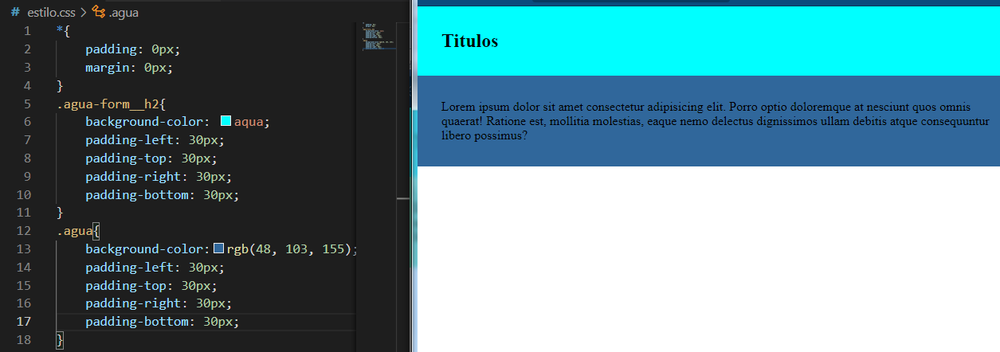 # estilo.css > .agua
1 *{
2 padding: 0px;
3 margin: 0px;
4 }
5 .agua-form__h2{
6 background-color: aqua;
7 padding-left: 30px;
8 padding-top: 30px;
9 padding-right: 30px;
10 padding-bottom: 30px;
11 }
12 .agua{
13 background-color: rgb(48, 103, 155);
14 padding-left: 30px;
15 padding-top: 30px;
16 padding-right: 30px;
17 padding-bottom: 30px;
18 }
Titulos
Lorem ipsum dolor sit amet consectetur adipisicing elit. Porro optio doloremque at nesciunt quos omnis
quaerat! Ratione est, mollitia molestias, eaque nemo delectus dignissimos ullam debitis atque consequuntur
libero possimus?